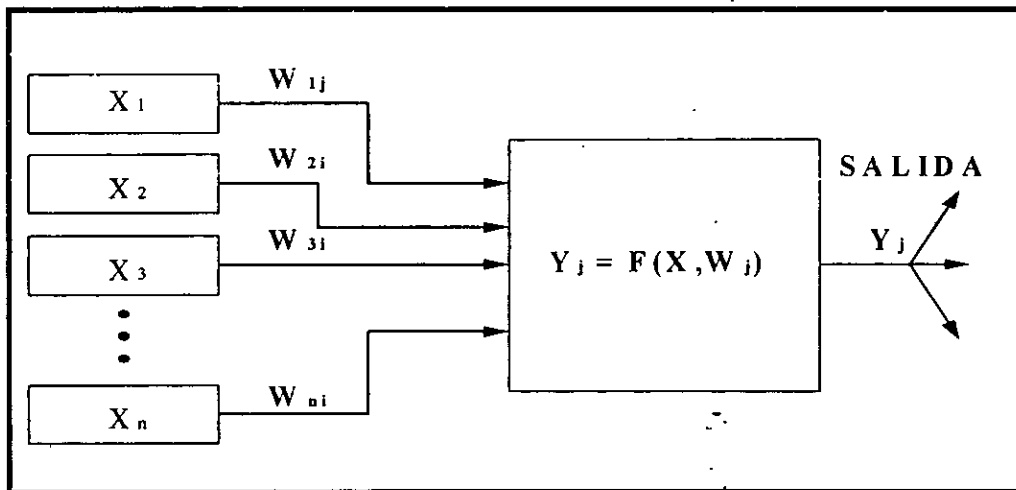 X 1
W 1j
X 2
W 2i
X 3
W 3i
X n
W ni
Y j = F(X,W j)
SALIDA
Y j